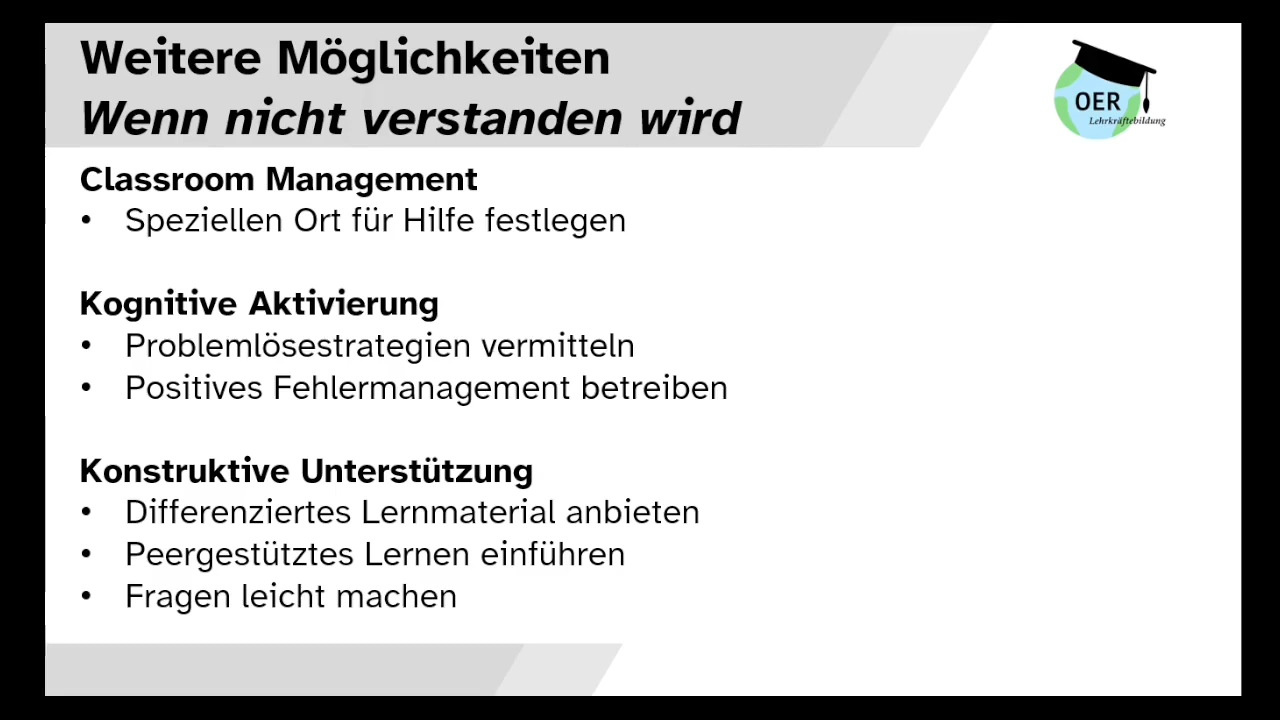 Weitere Möglichkeiten
Wenn nicht verstanden wird
OER
Lehrkräftebildung
Classroom Management
• Speziellen Ort für Hilfe festlegen
Kognitive Aktivierung
• Problemlösestrategien vermitteln
• Positives Fehlermanagement betreiben
Konstruktive Unterstützung
• Differenziertes Lernmaterial anbieten
• Peergestütztes Lernen einführen
• Fragen leicht machen